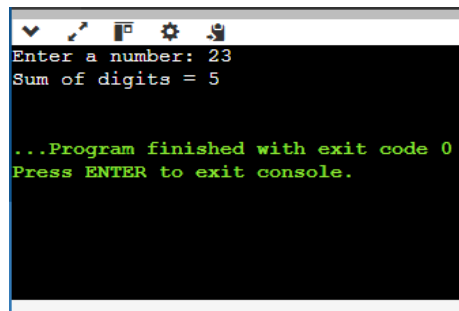 Enter a number: 23
Sum of digits = 5
...Program finished with exit code 0
Press ENTER to exit console.